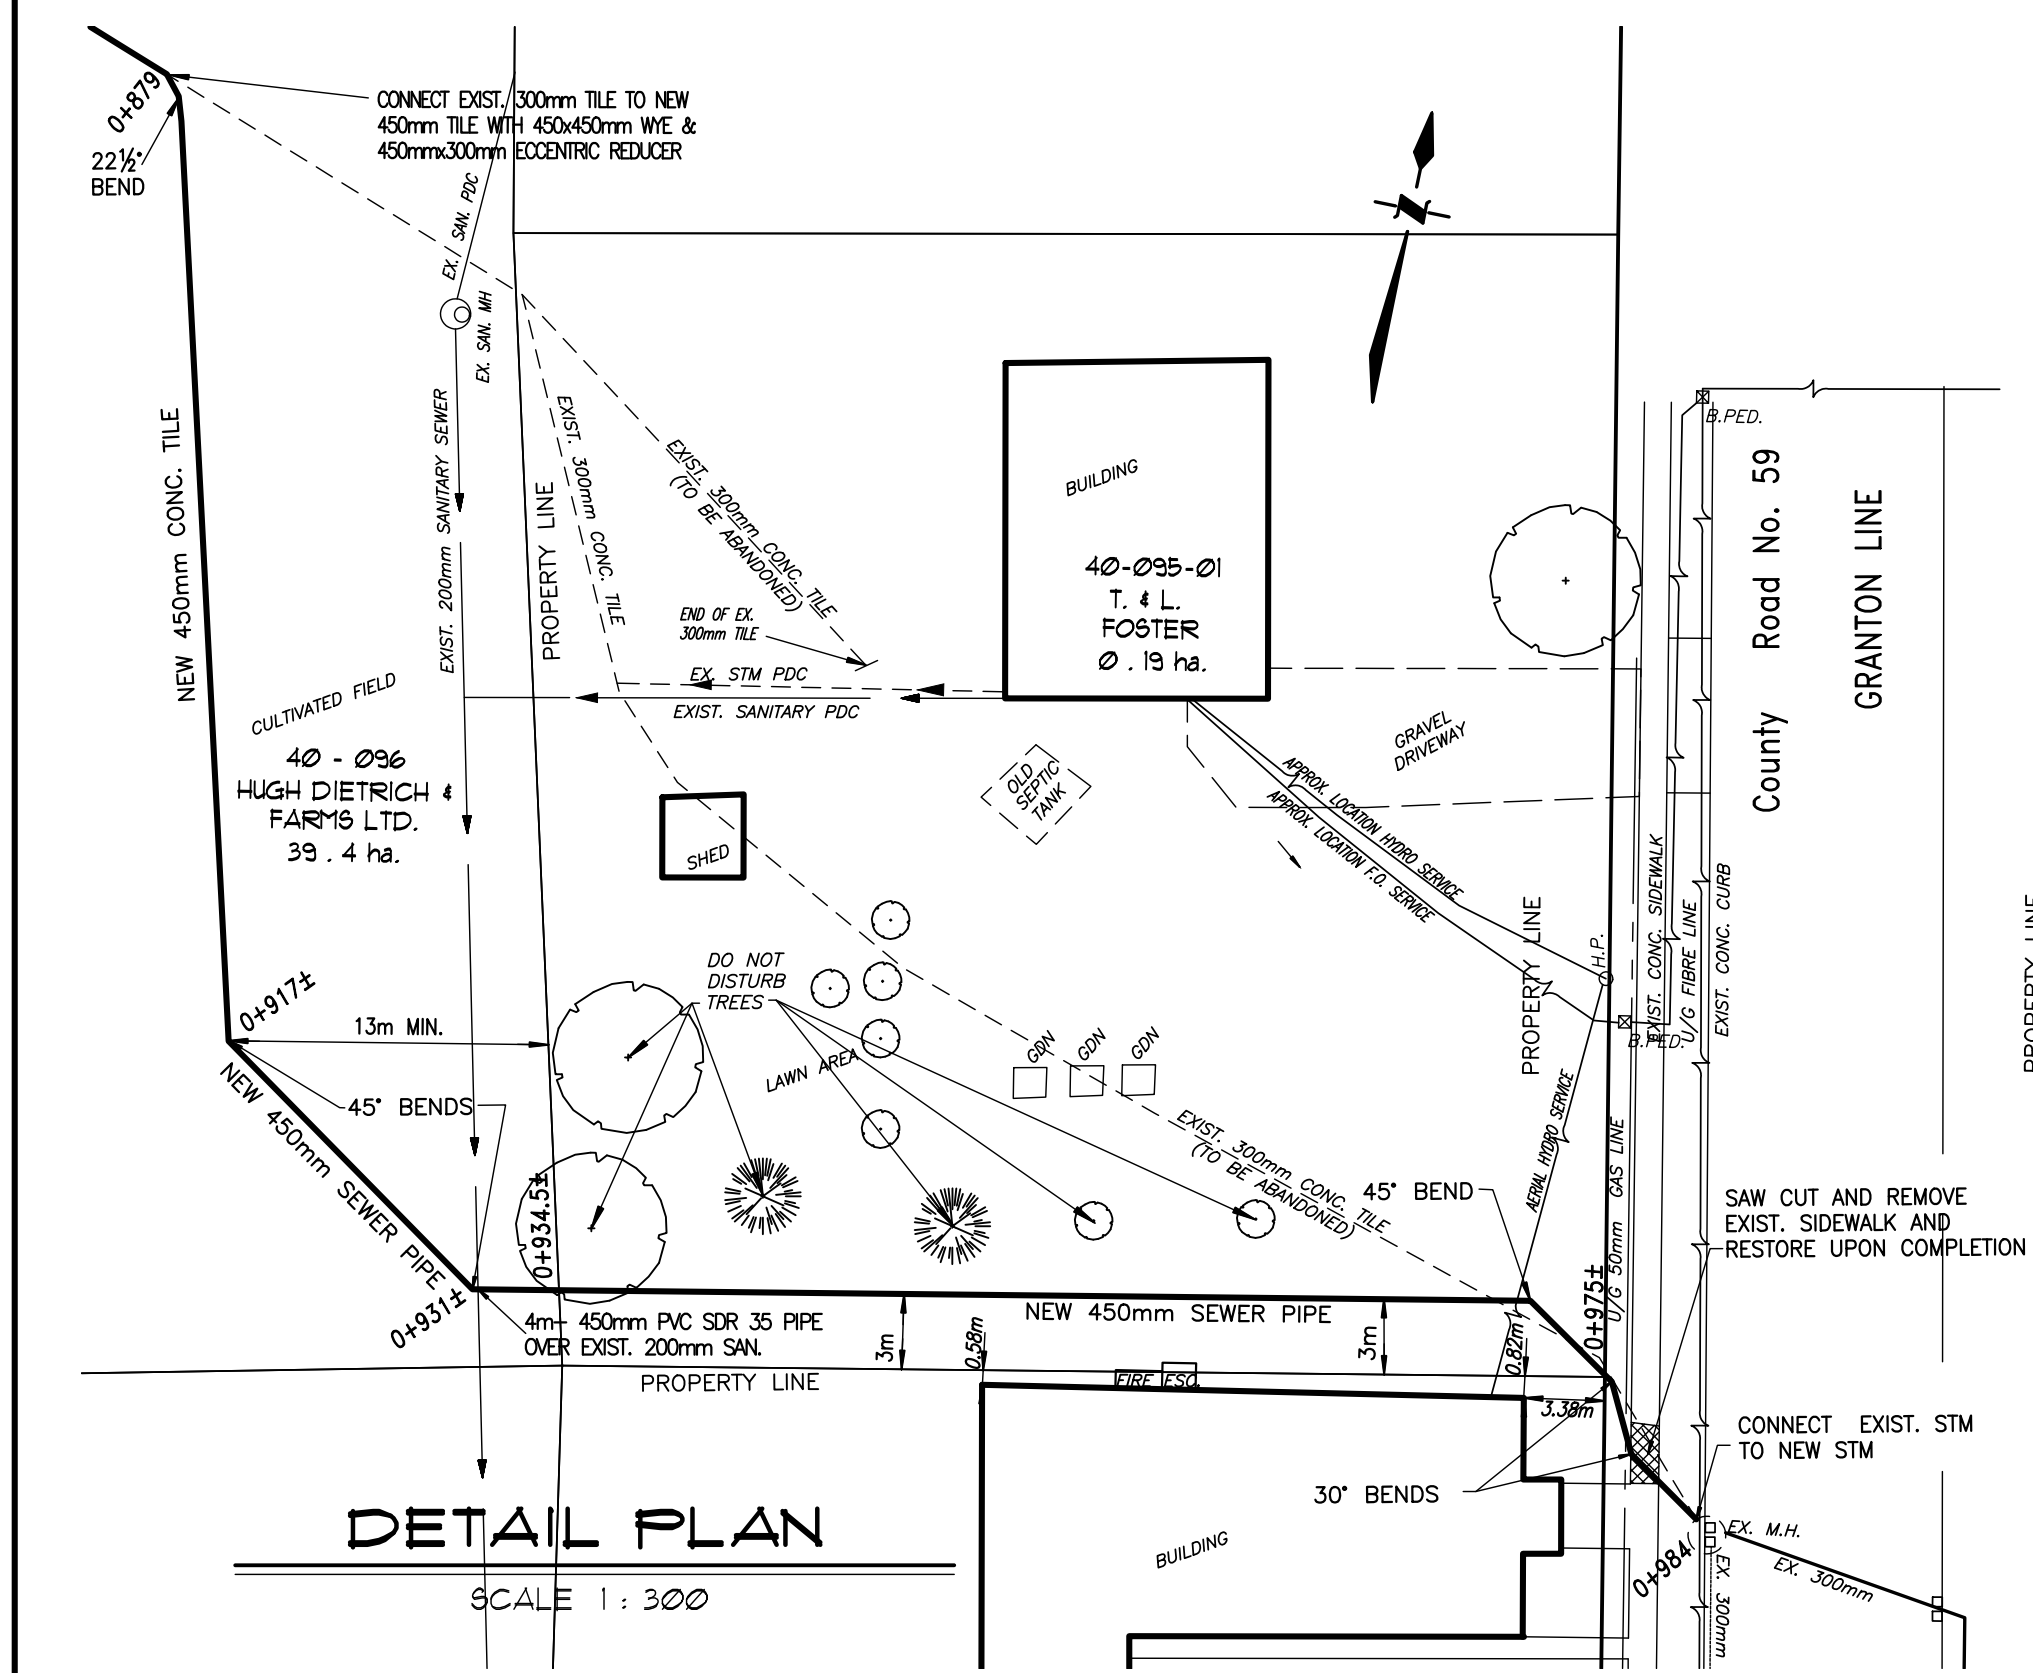 0+879
CONNECT EXIST. 300mm TILE TO NEW
450mm TILE WITH 450x450mm WYE &
450mmx300mm ECCENTRIC REDUCER
22½°
BEND
EX. SAN. PDC
EX. SAN. MH
EXIST. 200mm SANITARY SEWER
NEW 450mm CONC. TILE
PROPERTY LINE
EXIST. 300mm CONC. TILE
EXIST. 300mm CONC. TILE
(TO BE ABANDONED)
END OF EX.
300mm TILE
EX. STM PDC
EXIST. SANITARY PDC
BUILDING
40-095-01
T. & L.
FOSTER
0.19 ha.
B.PED.
County Road No. 59
GRANTON LINE
CULTIVATED FIELD
40 - 096
HUGH DIETRICH &
FARMS LTD.
39.4 ha.
SHED
OLD
SEPTIC
TANK
GRAVEL
DRIVEWAY
APPROX. LOCATION HYDRO SERVICE
APPROX. LOCATION F.O. SERVICE
PROPERTY LINE
H.P.
B.PED.
EXIST. CONC. SIDEWALK
U/G FIBRE LINE
EXIST. CONC. CURB
PROPERTY LINE
0+917±
13m MIN.
DO NOT
DISTURB
TREES
LAWN AREA
GDN
GDN
GDN
45° BENDS
NEW 450mm SEWER PIPE
0+934.5±
0+931±
EXIST. 300mm CONC. TILE
(TO BE ABANDONED)
AERIAL HYDRO SERVICE
45° BEND
U/G 50mm GAS LINE
0+975±
SAW CUT AND REMOVE
EXIST. SIDEWALK AND
RESTORE UPON COMPLETION
4m- 450mm PVC SDR 35 PIPE
OVER EXIST. 200mm SAN.
NEW 450mm SEWER PIPE
3m
0.58m
3m
0.82m
PROPERTY LINE
FIRE ESC.
3.38m
CONNECT EXIST. STM
TO NEW STM
30° BENDS
BUILDING
EX. M.H.
EX. 300mm
EX. 300mm
0+984
DETAIL PLAN
SCALE 1 : 300